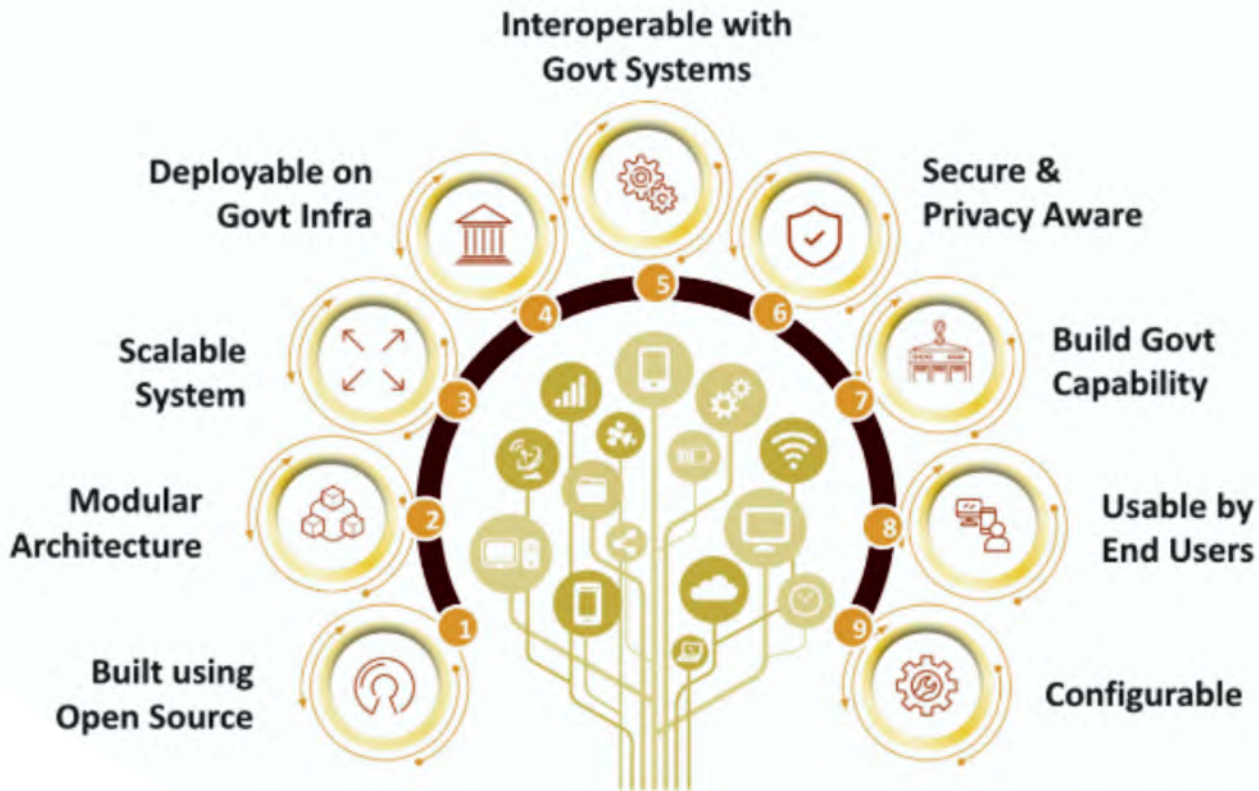 Interoperable with
Govt Systems
Deployable on
Govt Infra
Secure &
Privacy Aware
5
4
6
Scalable
System
Build Govt
Capability
3
7
Modular
Architecture
2
8
Usable by
End Users
1
9
Built using
Open Source
Configurable